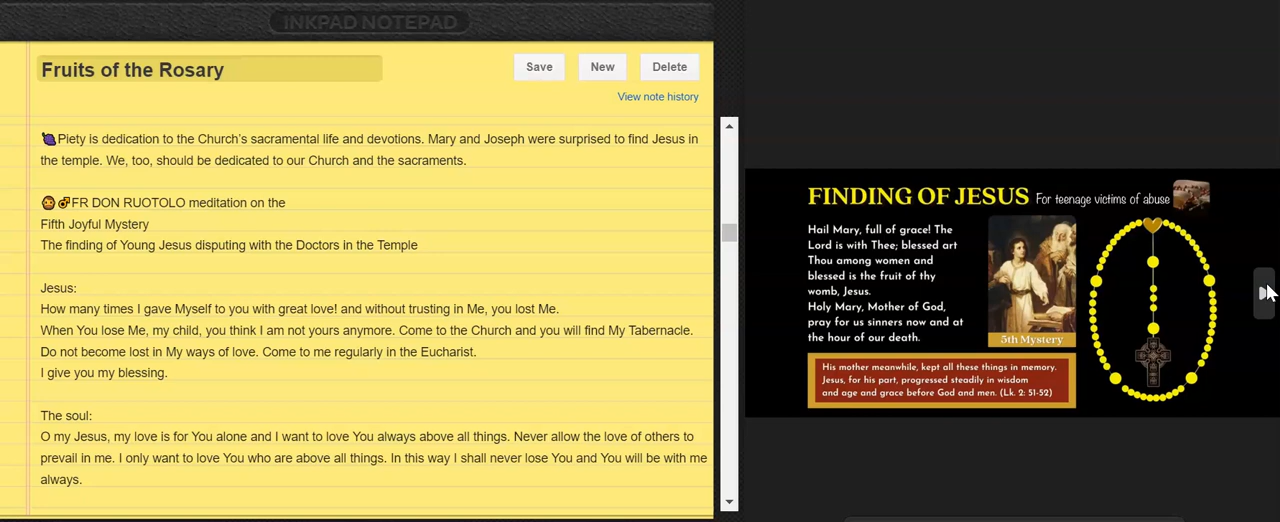 INKPAD NOTEPAD
Fruits of the Rosary
Save
New
Delete
View note history
Piety is dedication to the Church's sacramental life and devotions. Mary and Joseph were surprised to find Jesus in
the temple. We, too, should be dedicated to our Church and the sacraments.
FR DON RUOTOLO meditation on the
Fifth Joyful Mystery
The finding of Young Jesus disputing with the Doctors in the Temple
Jesus:
How many times I gave Myself to you with great love! and without trusting in Me, you lost Me.
When You lose Me, my child, you think I am not yours anymore. Come to the Church and you will find My Tabernacle.
Do not become lost in My ways of love. Come to me regularly in the Eucharist.
I give you my blessing.
The soul:
O my Jesus, my love is for You alone and I want to love You always above all things. Never allow the love of others to
prevail in me. I only want to love You who are above all things. In this way I shall never lose You and You will be with me
always.
FINDING OF JESUS For teenage victims of abuse
Hail Mary, full of grace! The
Lord is with Thee; blessed art
Thou among women and
blessed is the fruit of thy
womb, Jesus.
Holy Mary, Mother of God,
pray for us sinners now and at
the hour of our death.
5th Mystery
His mother meanwhile, kept all these things in memory.
Jesus, for his part, progressed steadily in wisdom
and age and grace before God and men. (Lk. 2: 51-52)